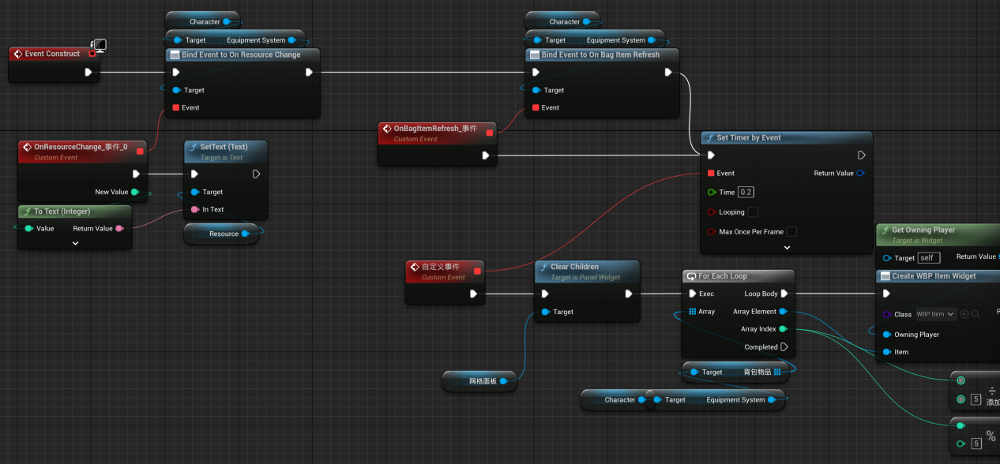 Character
Target Equipment System
Event Construct
Bind Event to On Resource Change
Target
Event
Character
Target Equipment System
Bind Event to On Bag Item Refresh
Target
Event
OnBagItemRefresh_事件
Custom Event
OnResourceChange_事件_0
Custom Event
New Value
SetText (Text)
Target is Text
Target
In Text
To Text (Integer)
Value Return Value
Resource
Set Timer by Event
Event Return Value
Time 0.2
Looping
Max Once Per Frame
自定义事件
Custom Event
Clear Children
Target is Panel Widget
Target
网格面板
For Each Loop
Exec Loop Body
Array Array Element
Array Index
Completed
Target 背包物品
Character Target Equipment System
Get Owning Player
Target is Widget
Target self Return Value
Create WBP Item Widget
Class WBP Item
Owning Player
Item
÷
5 添加
%
5